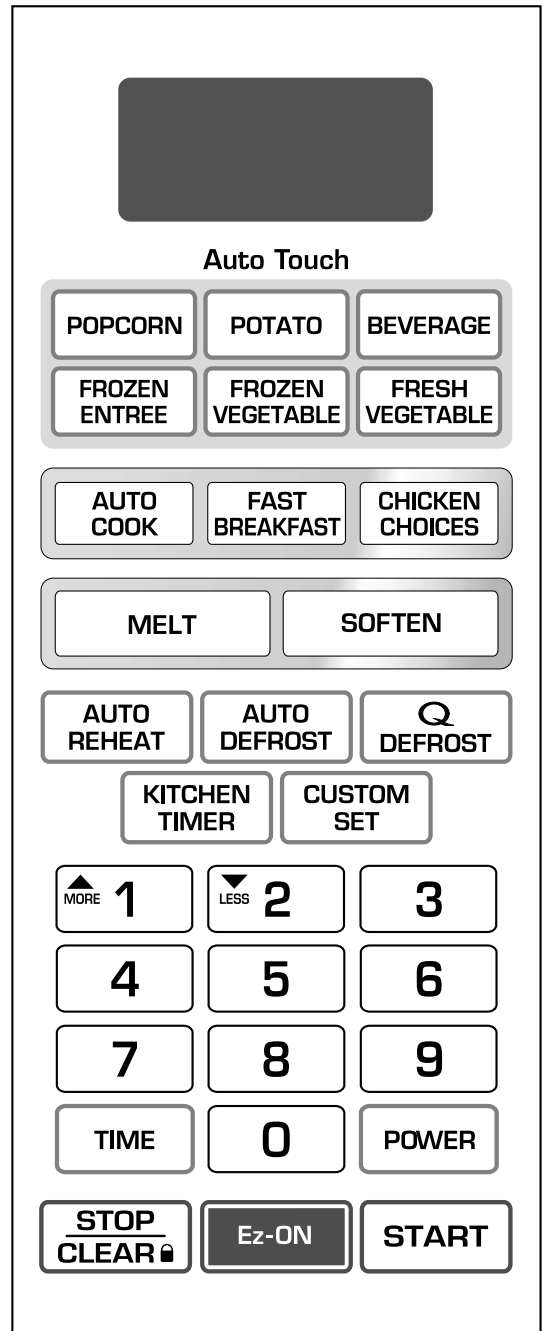 Auto Touch
POPCORN
POTATO
BEVERAGE
FROZEN
ENTREE
FROZEN
VEGETABLE
FRESH
VEGETABLE
AUTO
COOK
FAST
BREAKFAST
CHICKEN
CHOICES
MELT
SOFTEN
AUTO
REHEAT
AUTO
DEFROST
Q
DEFROST
KITCHEN
TIMER
CUSTOM
SET
MORE 1
LESS 2
3
4
5
6
7
8
9
TIME
0
POWER
STOP
CLEAR
Ez-ON
START